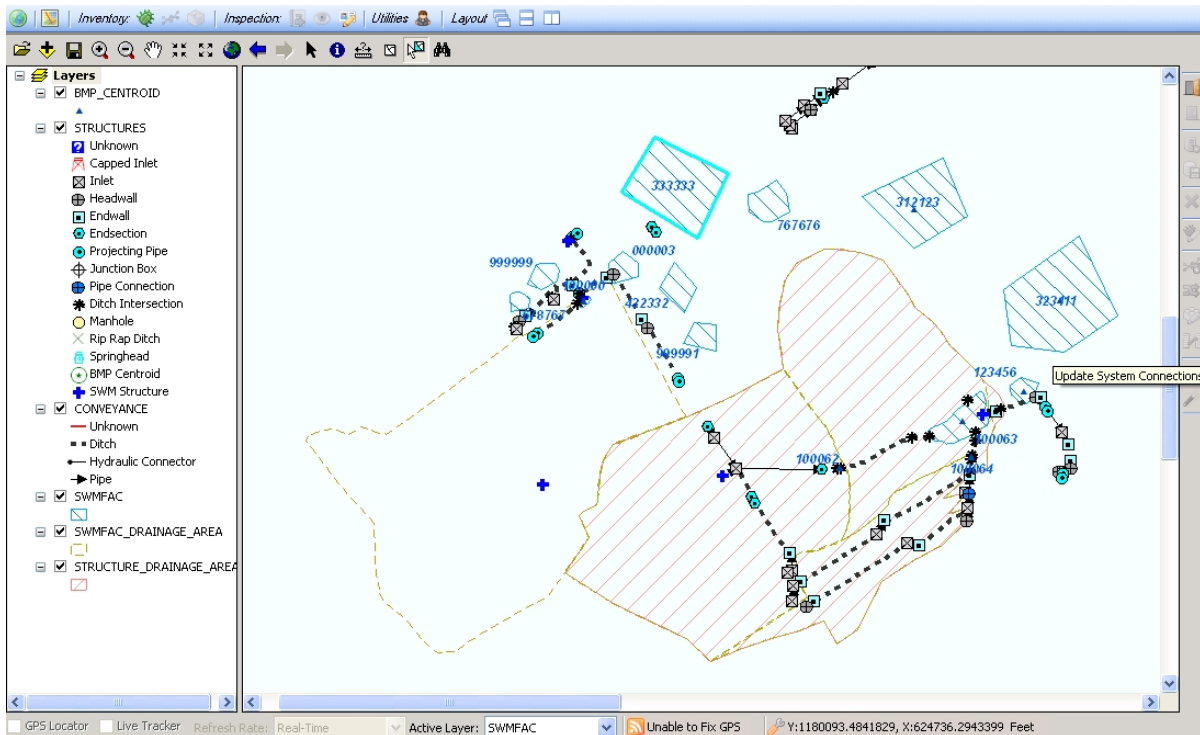 Inventory: Inspection: Utilities Layout
Layers
BMP_CENTROID
STRUCTURES
Unknown
Capped Inlet
Inlet
Headwall
Endwall
Endsection
Projecting Pipe
Junction Box
Pipe Connection
Ditch Intersection
Manhole
Rip Rap Ditch
Springhead
BMP Centroid
SWM Structure
CONVEYANCE
Unknown
Ditch
Hydraulic Connector
Pipe
SWMFAC
SWMFAC_DRAINAGE_AREA
STRUCTURE_DRAINAGE_AREA
333333
767676
312123
000003
999999
422332
323411
999991
123456
Update System Connections
100062
100064
GPS Locator Live Tracker Refresh Rate: Real-Time Active Layer: SWMFAC Unable to Fix GPS Y:1180093.4841829, X:624736.2943399 Feet